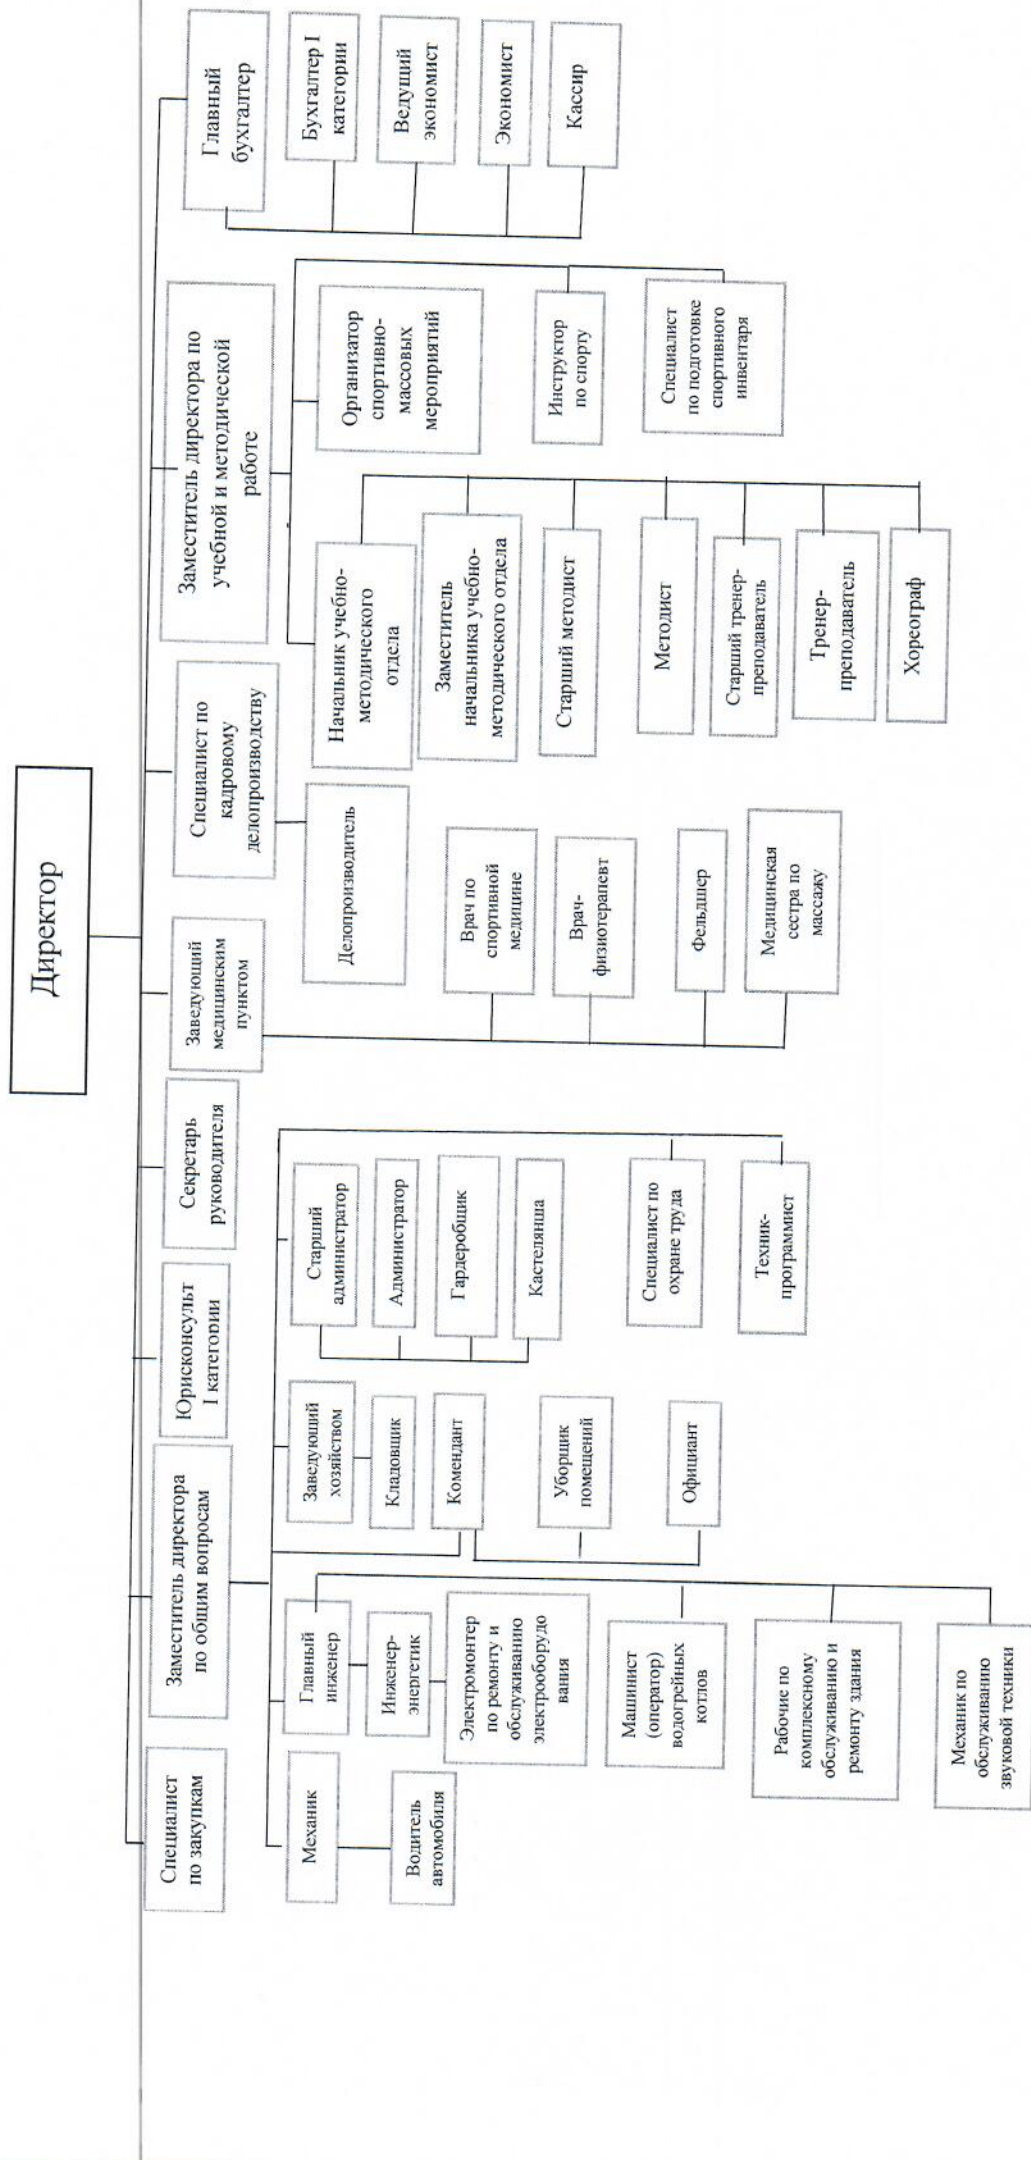 Директор
Специалист
по закупкам
Заместитель директора
по общим вопросам
Юрисконсульт
I категории
Секретарь
руководителя
Заведующий
медицинским
пунктом
Специалист по
кадровому
делопроизводству
Заместитель директора по
учебной и методической
работе
Главный
бухгалтер
Механик
Водитель
автомобиля
Главный
инженер
Инженер-
энергетик
Электромонтер
по ремонту и
обслуживанию
электрооборудо
вания
Машинист
(оператор)
водогрейных
котлов
Рабочие по
комплексному
обслуживанию и
ремонту здания
Механик по
обслуживанию
звуковой техники
Заведующий
хозяйством
Кладовщик
Комендант
Уборщик
помещений
Официант
Старший
администратор
Администратор
Гардеробщик
Кастелянша
Специалист по
охране труда
Техник-
программист
Врач по
спортивной
медицине
Врач-
физиотерапевт
Фельдшер
Медицинская
сестра по
массажу
Делопроизводитель
Начальник учебно-
методического
отдела
Заместитель
начальника учебно-
методического отдела
Старший методист
Методист
Старший тренер-
преподаватель
Тренер-
преподаватель
Хореограф
Организатор
спортивно-
массовых
мероприятий
Инструктор
по спорту
Специалист
по подготовке
спортивного
инвентаря
Бухгалтер I
категории
Ведущий
экономист
Экономист
Кассир